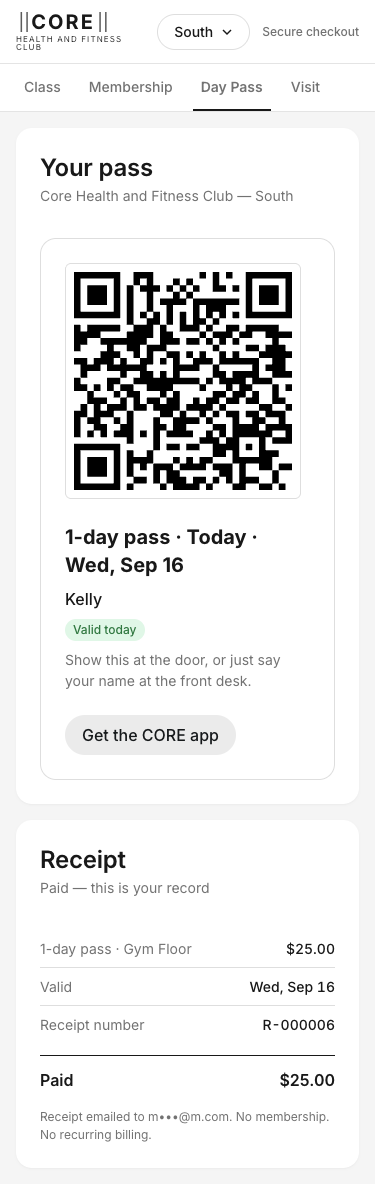 ||CORE||
HEALTH AND FITNESS
CLUB
South
Secure checkout
Class
Membership
Day Pass
Visit
Your pass
Core Health and Fitness Club — South
1-day pass · Today ·
Wed, Sep 16
Kelly
Valid today
Show this at the door, or just say
your name at the front desk.
Get the CORE app
Receipt
Paid — this is your record
1-day pass · Gym Floor $25.00
Valid Wed, Sep 16
Receipt number R-000006
Paid $25.00
Receipt emailed to m•••@m.com. No membership.
No recurring billing.